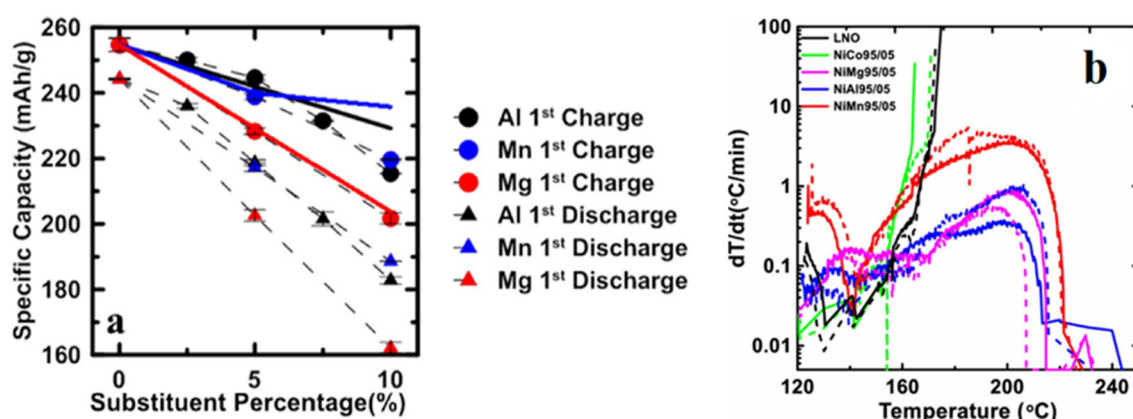 260
240
220
200
180
160
Specific Capacity (mAh/g)
a
0
5
10
Substituent Percentage(%)
Al 1st Charge
Mn 1st Charge
Mg 1st Charge
Al 1st Discharge
Mn 1st Discharge
Mg 1st Discharge
100
10
1
0.1
0.01
dT/dt(°C/min)
LNO
NiCo95/05
NiMg95/05
NiAl95/05
NiMn95/05
b
120
160
200
240
Temperature (°C)